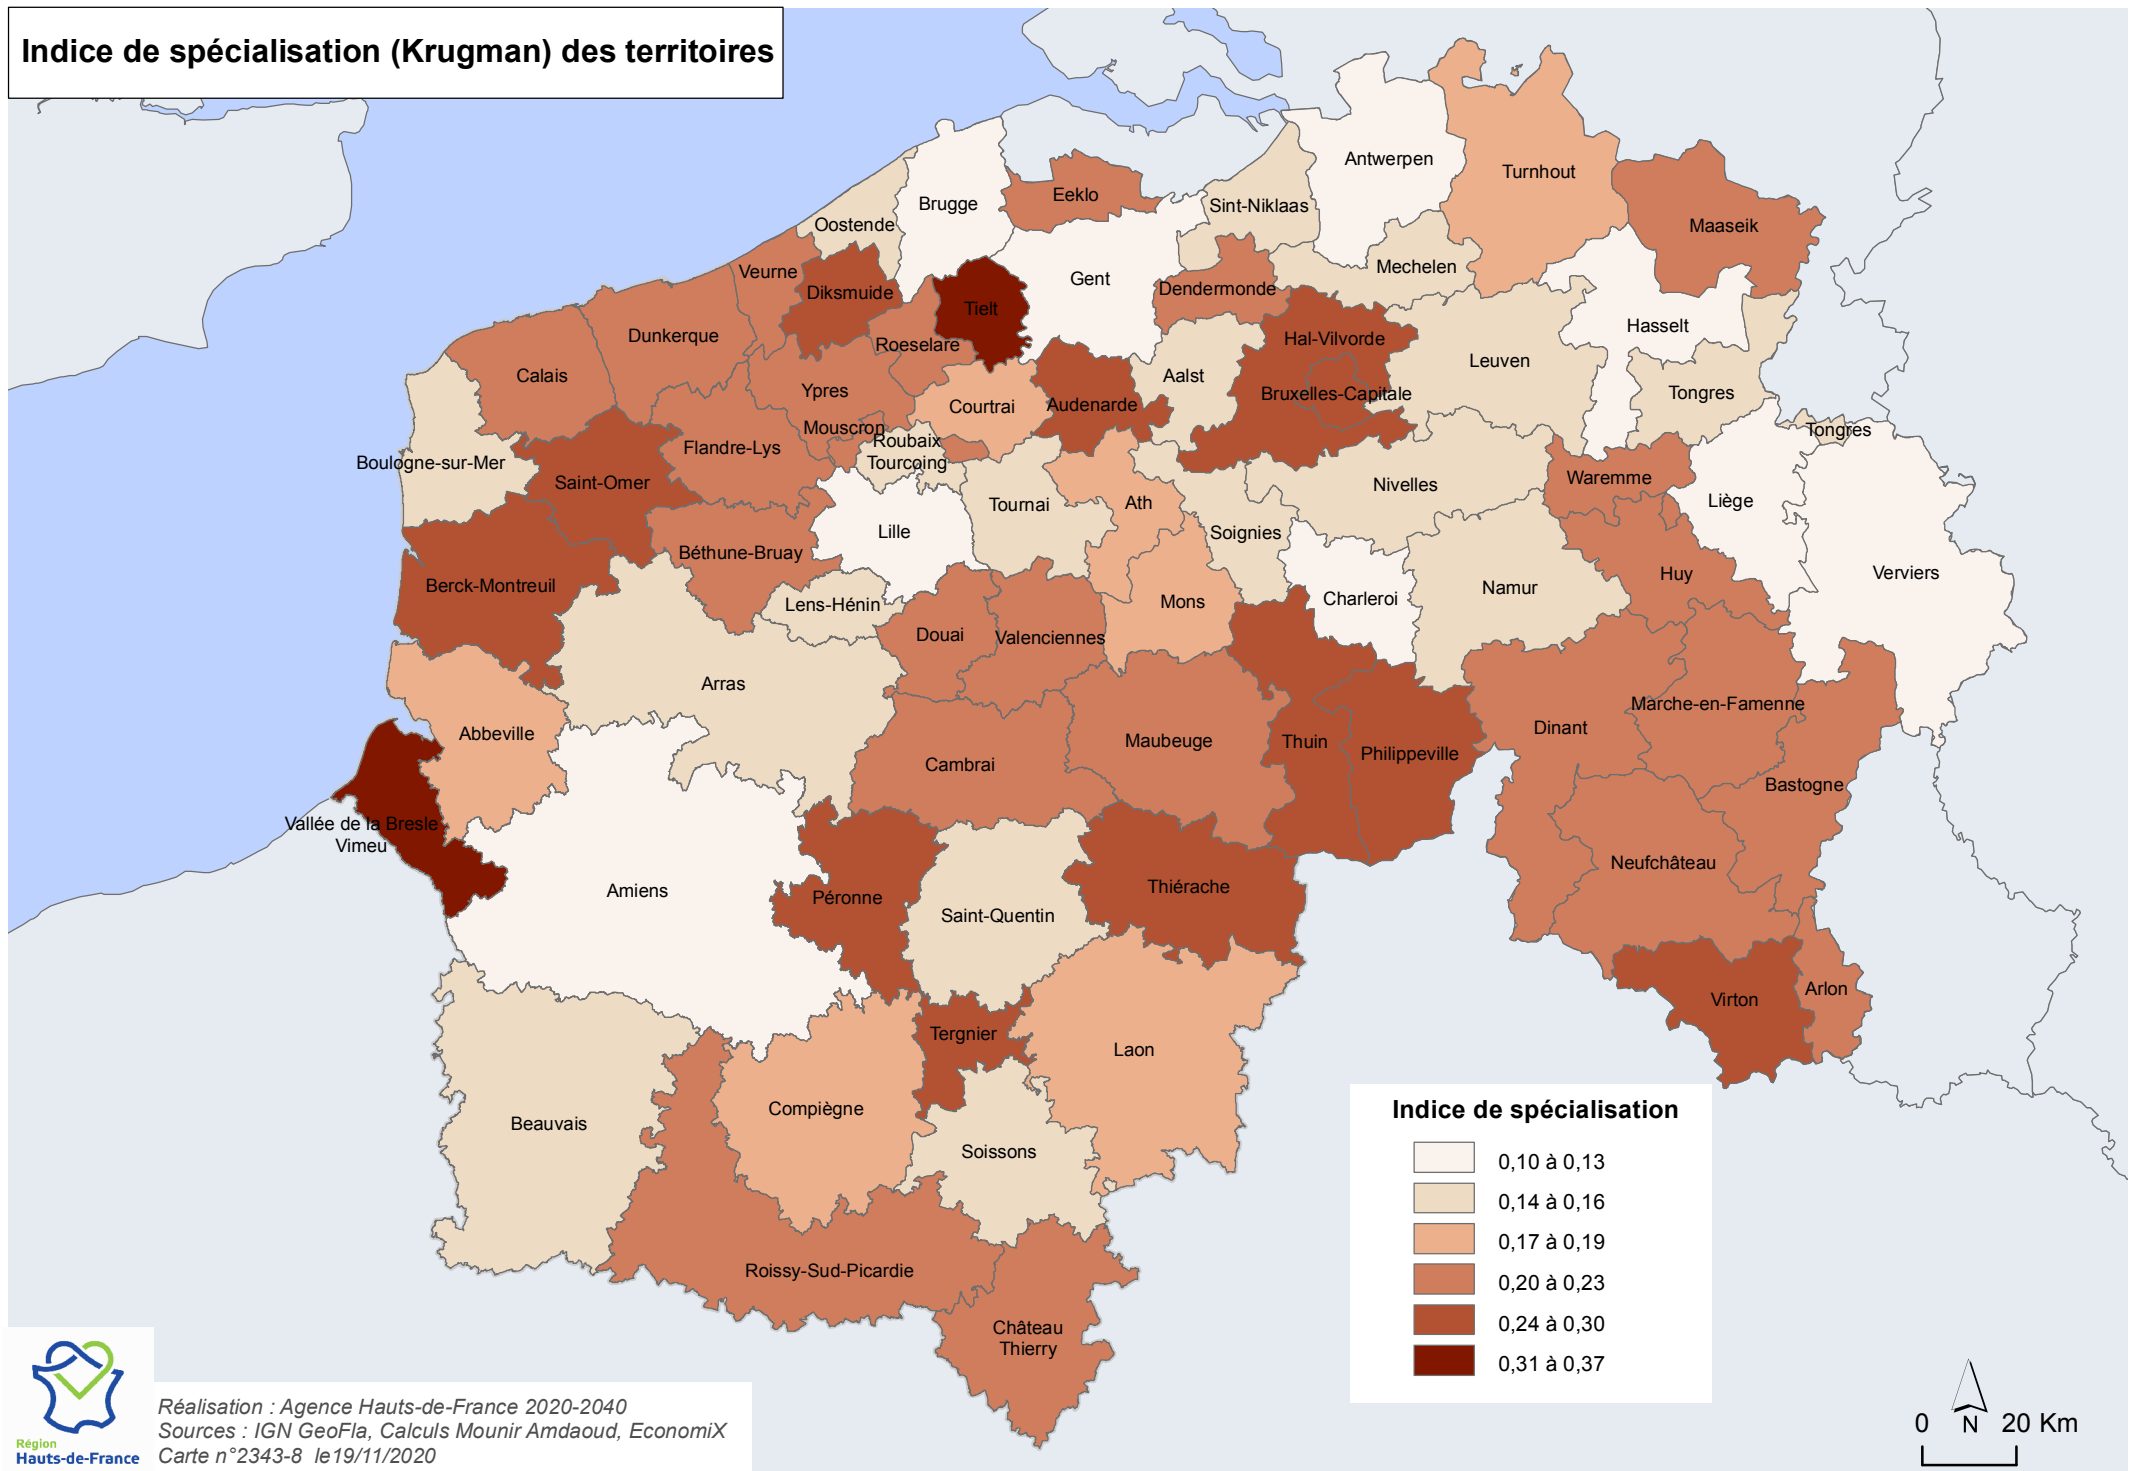 Indice de spécialisation (Krugman) des territoires
Antwerpen
Turnhout
Brugge
Eeklo
Sint-Niklaas
Maaseik
Oostende
Mechelen
Veurne
Gent
Dendermonde
Diksmuide
Tielt
Hasselt
Dunkerque
Roeselare
Hal-Vilvorde
Leuven
Calais
Ypres
Aalst
Bruxelles-Capitale
Tongres
Courtrai
Audenarde
Mouscron
Tongres
Flandre-Lys
Roubaix
Tourcoing
Boulogne-sur-Mer
Saint-Omer
Waremme
Nivelles
Tournai
Ath
Liège
Lille
Soignies
Béthune-Bruay
Huy
Verviers
Berck-Montreuil
Namur
Lens-Hénin
Mons
Charleroi
Douai
Valenciennes
Arras
Marche-en-Famenne
Abbeville
Maubeuge
Thuin
Dinant
Philippeville
Cambrai
Bastogne
Vallée de la Bresle
Vimeu
Neufchâteau
Amiens
Péronne
Thiérache
Saint-Quentin
Arlon
Virton
Tergnier
Laon
Compiègne
Beauvais
Soissons
Roissy-Sud-Picardie
Château
Thierry
Indice de spécialisation
0,10 à 0,13
0,14 à 0,16
0,17 à 0,19
0,20 à 0,23
0,24 à 0,30
0,31 à 0,37
Région
Hauts-de-France
Réalisation : Agence Hauts-de-France 2020-2040
Sources : IGN GeoFla, Calculs Mounir Amdaoud, EconomiX
Carte n°2343-8 le19/11/2020
0 N 20 Km